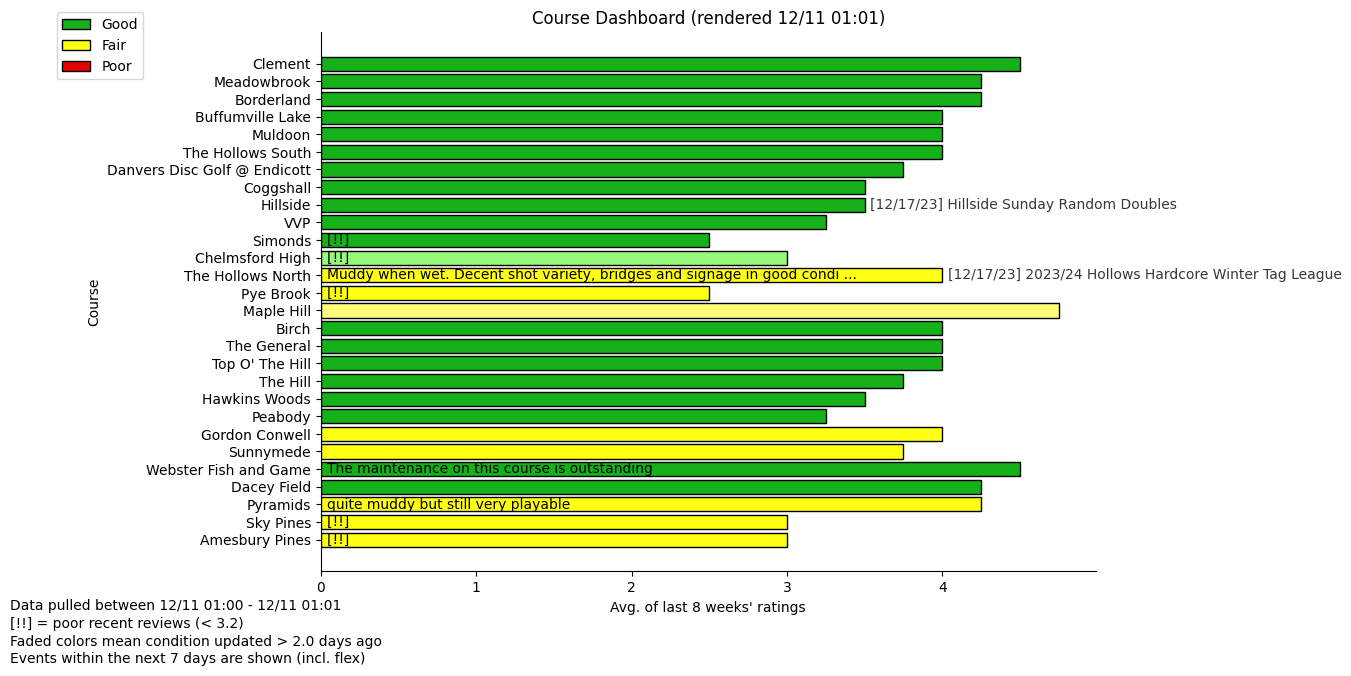 Course Dashboard (rendered 12/11 01:01)
Good
Fair
Poor
Course
Clement
Meadowbrook
Borderland
Buffumville Lake
Muldoon
The Hollows South
Danvers Disc Golf @ Endicott
Coggshall
Hillside [12/17/23] Hillside Sunday Random Doubles
VVP
Simonds [!!]
Chelmsford High [!!]
The Hollows North Muddy when wet. Decent shot variety, bridges and signage in good condi ... [12/17/23] 2023/24 Hollows Hardcore Winter Tag League
Pye Brook [!!]
Maple Hill
Birch
The General
Top O' The Hill
The Hill
Hawkins Woods
Peabody
Gordon Conwell
Sunnymede
Webster Fish and Game The maintenance on this course is outstanding
Dacey Field
Pyramids quite muddy but still very playable
Sky Pines [!!]
Amesbury Pines [!!]
0 1 2 3 4
Avg. of last 8 weeks' ratings
Data pulled between 12/11 01:00 - 12/11 01:01
[!!] = poor recent reviews (< 3.2)
Faded colors mean condition updated > 2.0 days ago
Events within the next 7 days are shown (incl. flex)